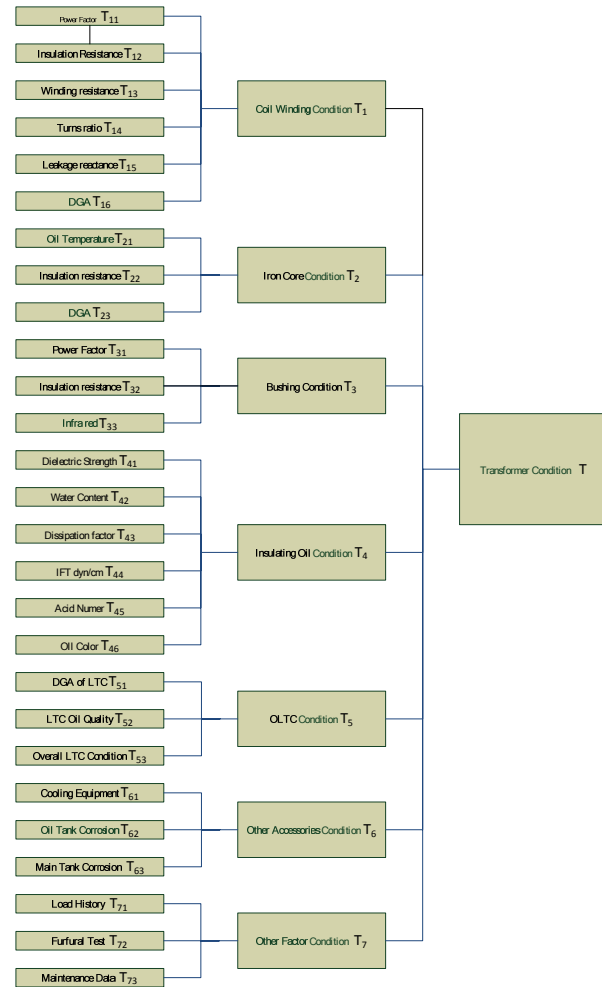 Power Factor T11
Insulation Resistance T12
Winding resistance T13
Turns ratio T14
Leakage readance T15
DGA T16
Coil Winding Condition T1
Oil Temperature T21
Insulation resistance T22
DGA T23
Iron Core Condition T2
Power Factor T31
Insulation resistance T32
Infra red T33
Bushing Condition T3
Dielectric Strength T41
Water Content T42
Dissipation factor T43
IFT dyn/cm T44
Acid Numer T45
OIl Color T46
Insulating Oil Condition T4
DGA of LTC T51
LTC Oil Quality T52
Overall LTC Condition T53
OLTC Condition T5
Cooling Equipment T61
Oil Tank Corrosion T62
Main Tank Corrosion T63
Other Accessories Condition T6
Load History T71
Furfural Test T72
Maintenance Data T73
Other Factor Condition T7
Transformer Condition T